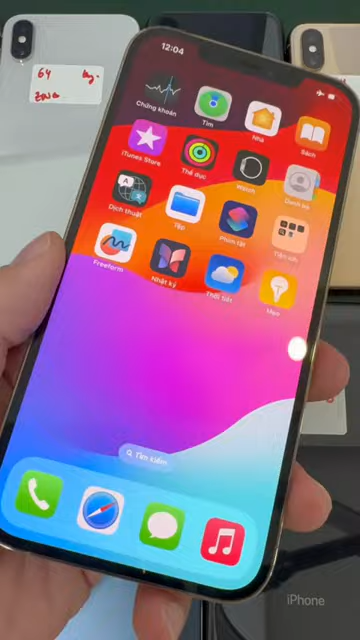 64
12:04
Chứng khoán
Tìm
Nhà
Sách
iTunes Store
Thể dục
Watch
Danh bạ
Dịch thuật
Tệp
Phím tắt
Tiện ích
Freeform
Nhật ký
Thời tiết
Mẹo
Tìm kiếm
iPhone